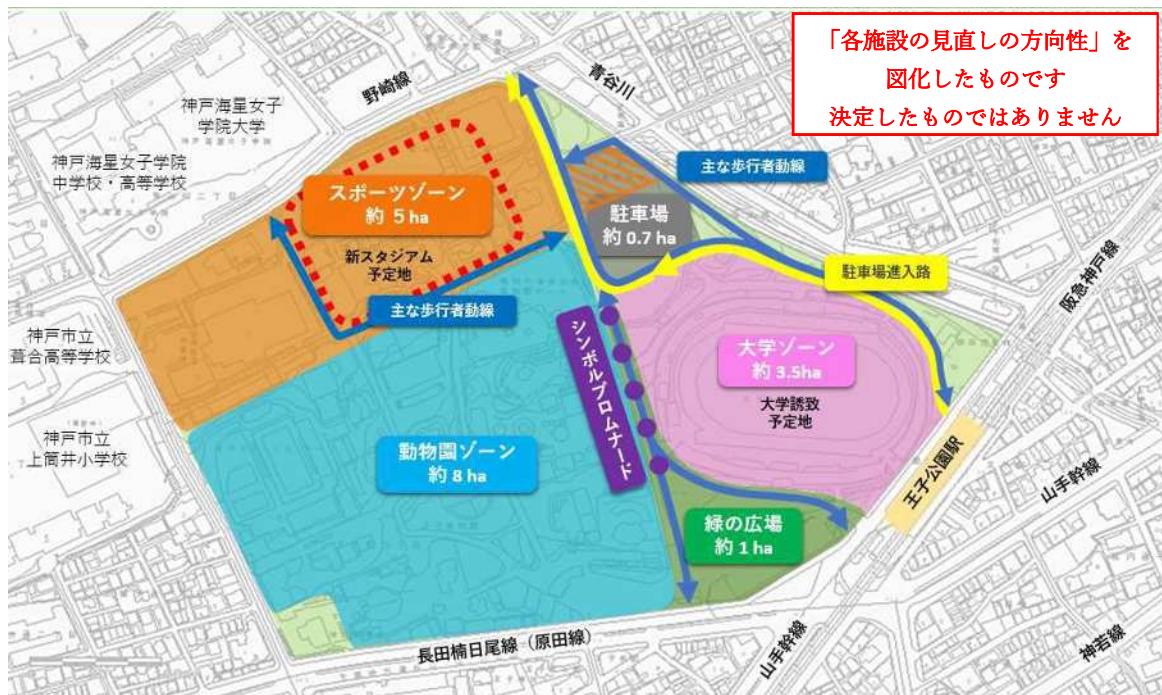 「各施設の見直しの方向性」を
図化したものです
決定したものではありません
野崎線
青谷川
神戸海星女子
学院大学
神戸海星女子学院
中学校・高等学校
主な歩行者動線
スポーツゾーン
約 5 ha
駐車場
約 0.7 ha
新スタジアム
予定地
駐車場進入路
阪急神戸線
主な歩行者動線
神戸市立
葺合高等学校
シンボルプロムナード
大学ゾーン
約 3.5ha
大学誘致
予定地
神戸市立
上筒井小学校
動物園ゾーン
約 8 ha
王子公園駅
山手幹線
緑の広場
約 1 ha
長田楠日尾線（原田線）
山手幹線
神若線